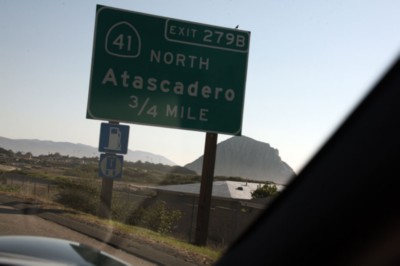 EXIT 279B
41
NORTH
Atascadero
3/4 MILE
H